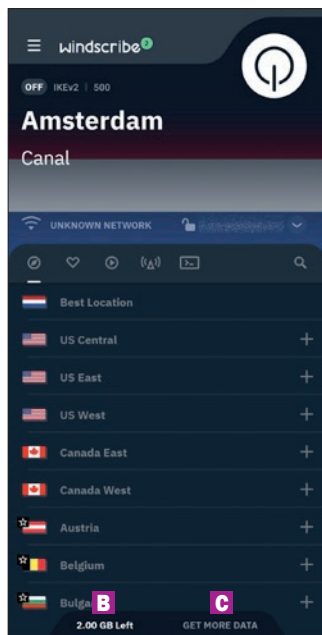 windscribe 2
OFF IKEv2 | 500
Amsterdam
Canal
UNKNOWN NETWORK
Best Location
US Central
US East
US West
Canada East
Canada West
Austria
Belgium
B C
2.00 GB Left GET MORE DATA